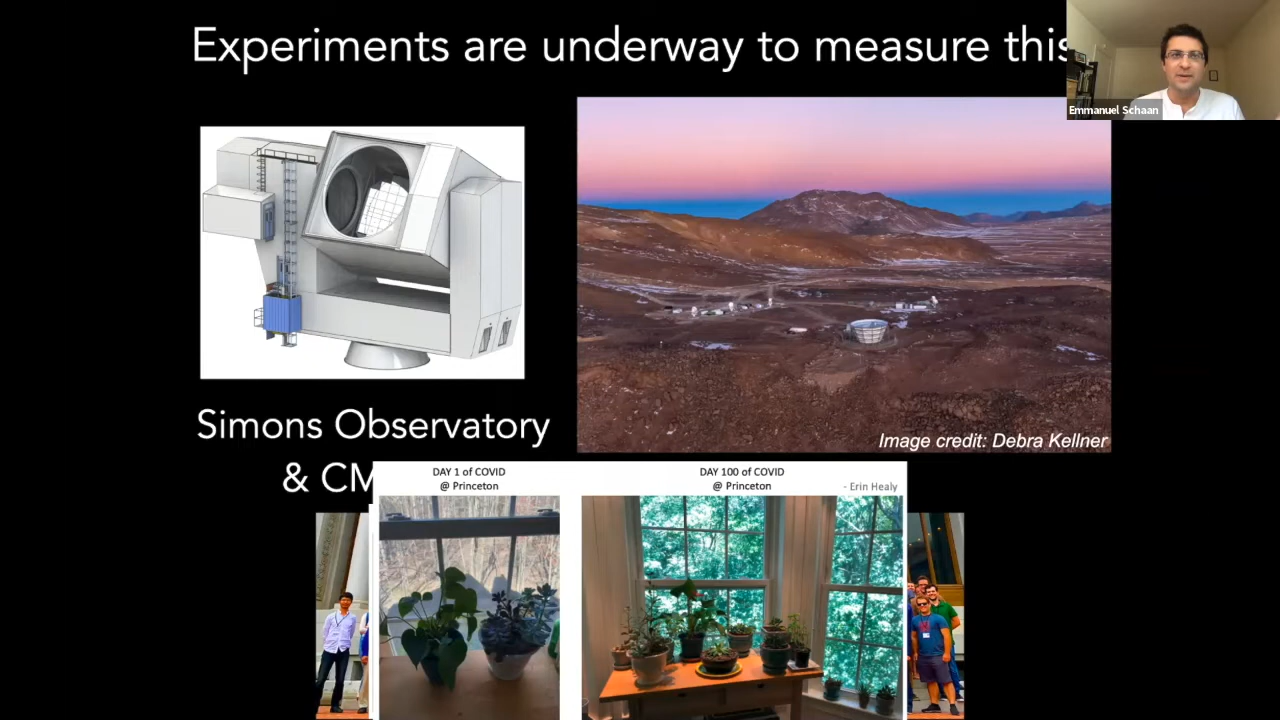 Experiments are underway to measure this
Emmanuel Schaan
Image credit: Debra Kellner
Simons Observatory
& CM
DAY 1 of COVID
@ Princeton
DAY 100 of COVID
@ Princeton
- Erin Healy